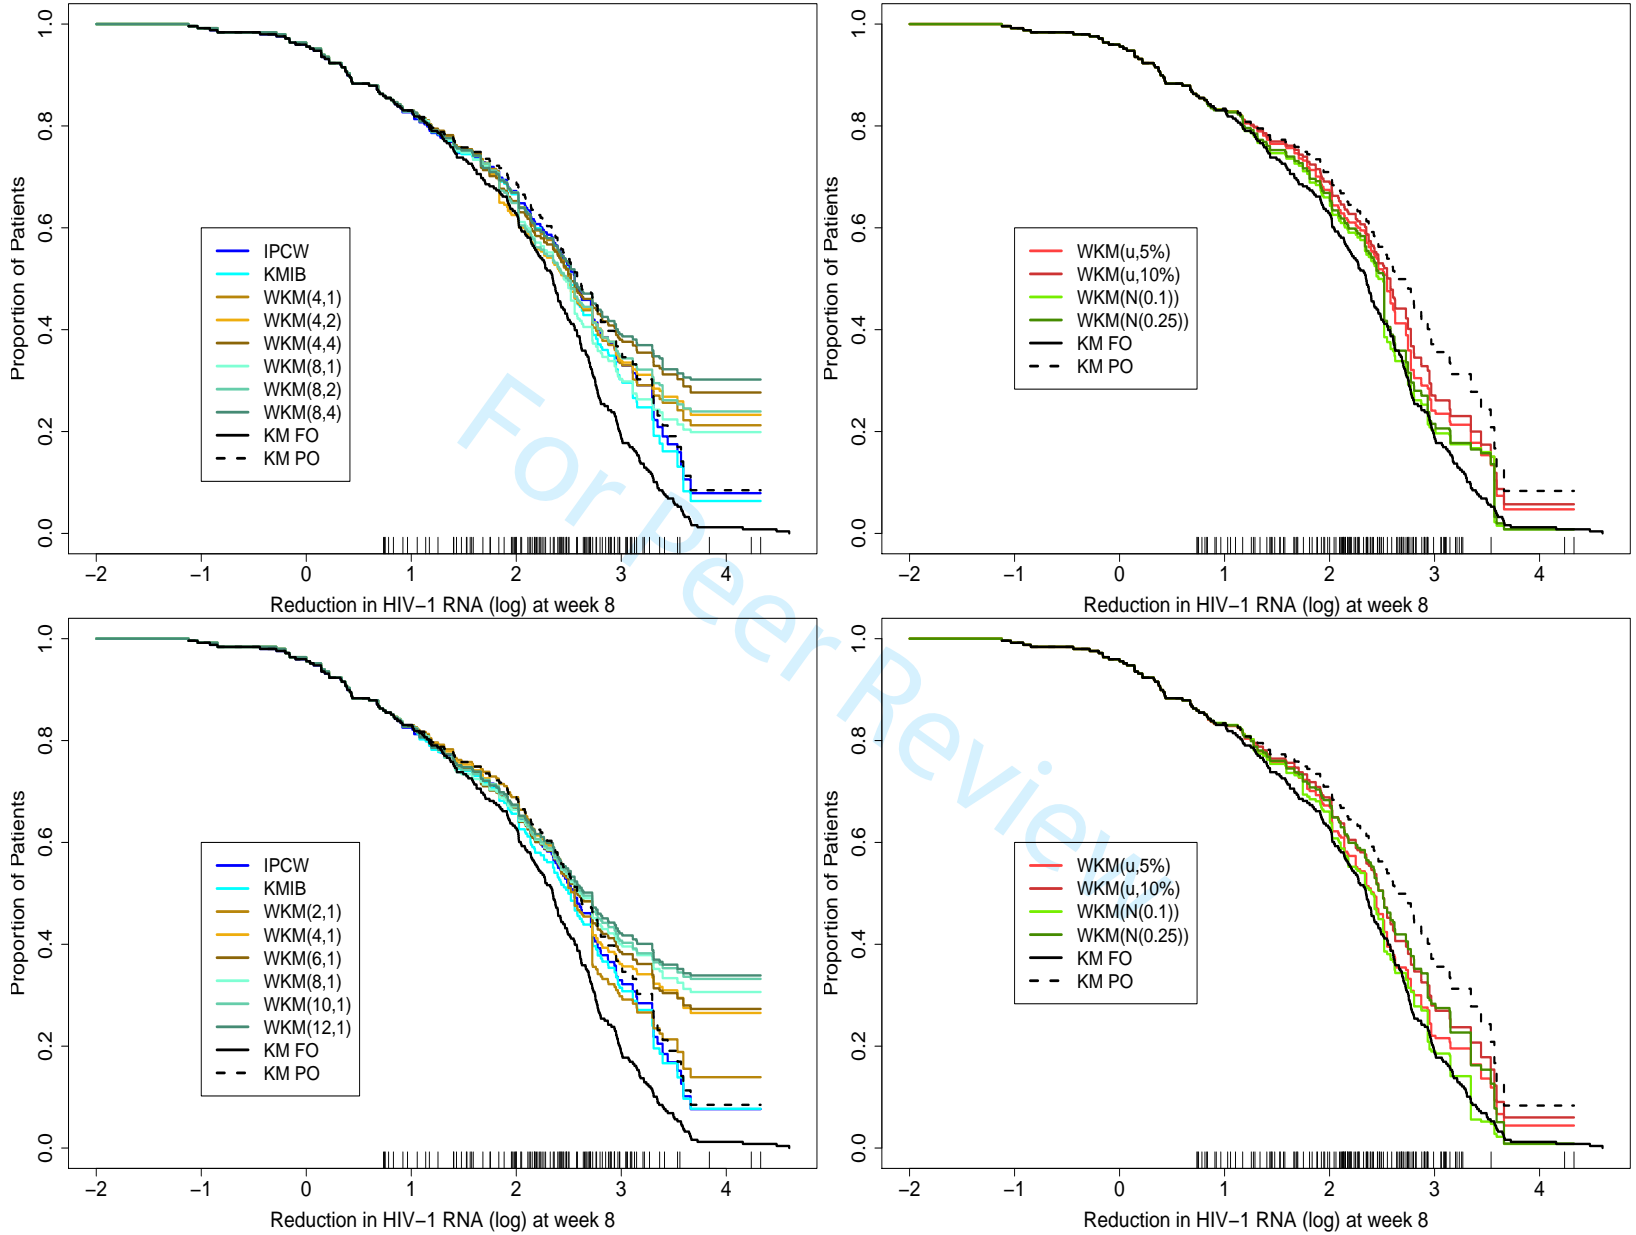 0.0 0.2 0.4 0.6 0.8 1.0
Proportion of Patients
IPCW
KMIB
WKM(4,1)
WKM(4,2)
WKM(4,4)
WKM(8,1)
WKM(8,2)
WKM(8,4)
KM FO
KM PO
−2 −1 0 1 2 3 4
Reduction in HIV−1 RNA (log) at week 8
0.0 0.2 0.4 0.6 0.8 1.0
Proportion of Patients
WKM(u,5%)
WKM(u,10%)
WKM(N(0.1))
WKM(N(0.25))
KM FO
KM PO
−2 −1 0 1 2 3 4
Reduction in HIV−1 RNA (log) at week 8
0.0 0.2 0.4 0.6 0.8 1.0
Proportion of Patients
IPCW
KMIB
WKM(2,1)
WKM(4,1)
WKM(6,1)
WKM(8,1)
WKM(10,1)
WKM(12,1)
KM FO
KM PO
−2 −1 0 1 2 3 4
Reduction in HIV−1 RNA (log) at week 8
0.0 0.2 0.4 0.6 0.8 1.0
Proportion of Patients
WKM(u,5%)
WKM(u,10%)
WKM(N(0.1))
WKM(N(0.25))
KM FO
KM PO
−2 −1 0 1 2 3 4
Reduction in HIV−1 RNA (log) at week 8
For Peer Review